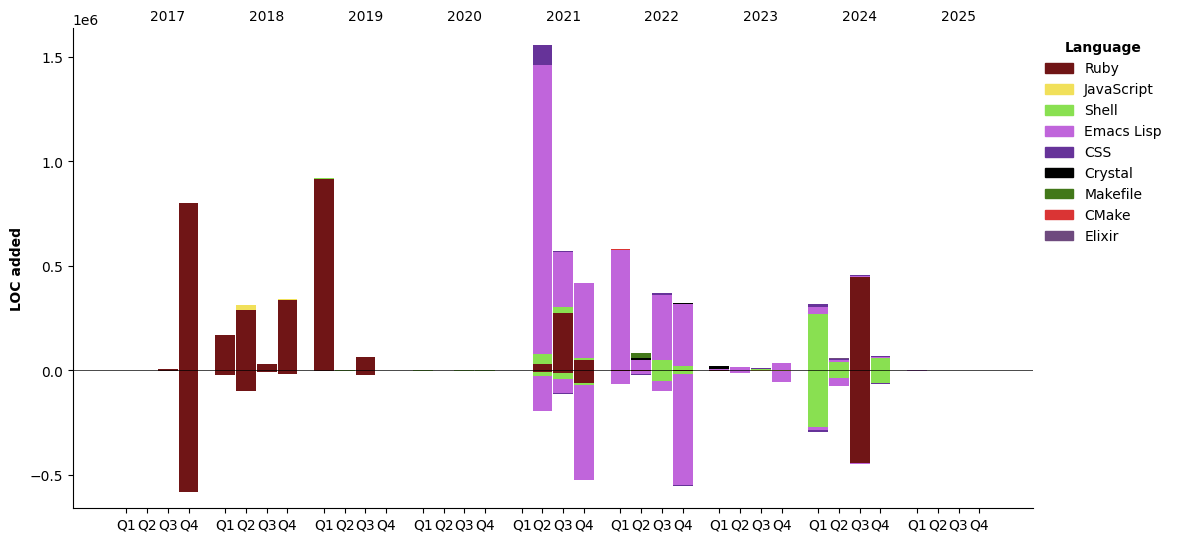 1e6
2017 2018 2019 2020 2021 2022 2023 2024 2025
LOC added
1.5
1.0
0.5
0.0
−0.5
Q1 Q2 Q3 Q4 Q1 Q2 Q3 Q4 Q1 Q2 Q3 Q4 Q1 Q2 Q3 Q4 Q1 Q2 Q3 Q4 Q1 Q2 Q3 Q4 Q1 Q2 Q3 Q4 Q1 Q2 Q3 Q4 Q1 Q2 Q3 Q4
Language
Ruby
JavaScript
Shell
Emacs Lisp
CSS
Crystal
Makefile
CMake
Elixir